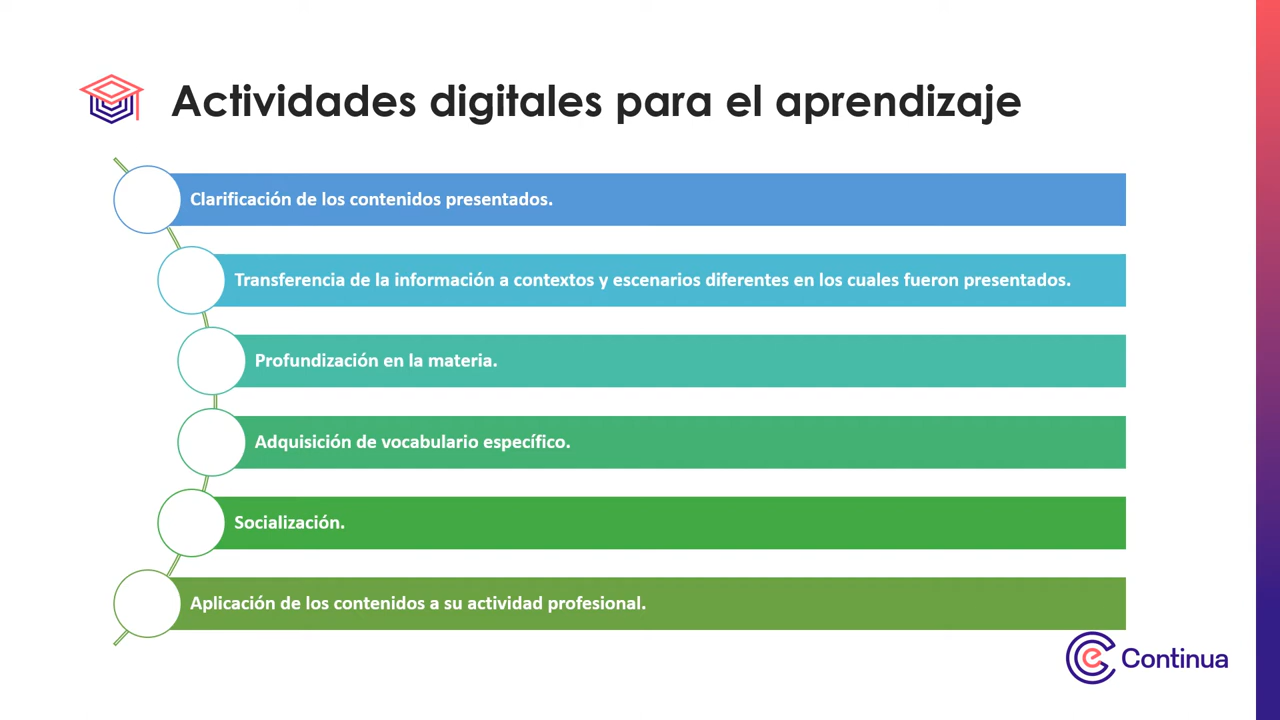 Actividades digitales para el aprendizaje
Clarificación de los contenidos presentados.
Transferencia de la información a contextos y escenarios diferentes en los cuales fueron presentados.
Profundización en la materia.
Adquisición de vocabulario específico.
Socialización.
Aplicación de los contenidos a su actividad profesional.
Continua